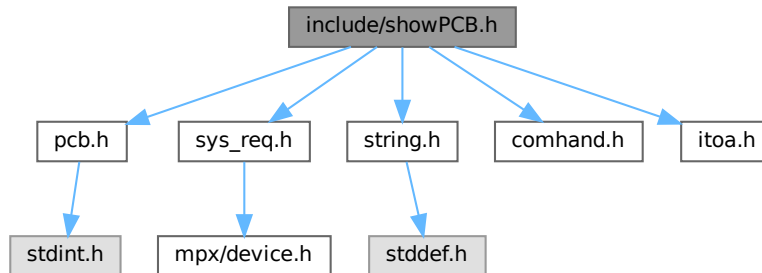 include/showPCB.h
pcb.h
sys_req.h
string.h
comhand.h
itoa.h
stdint.h
mpx/device.h
stddef.h